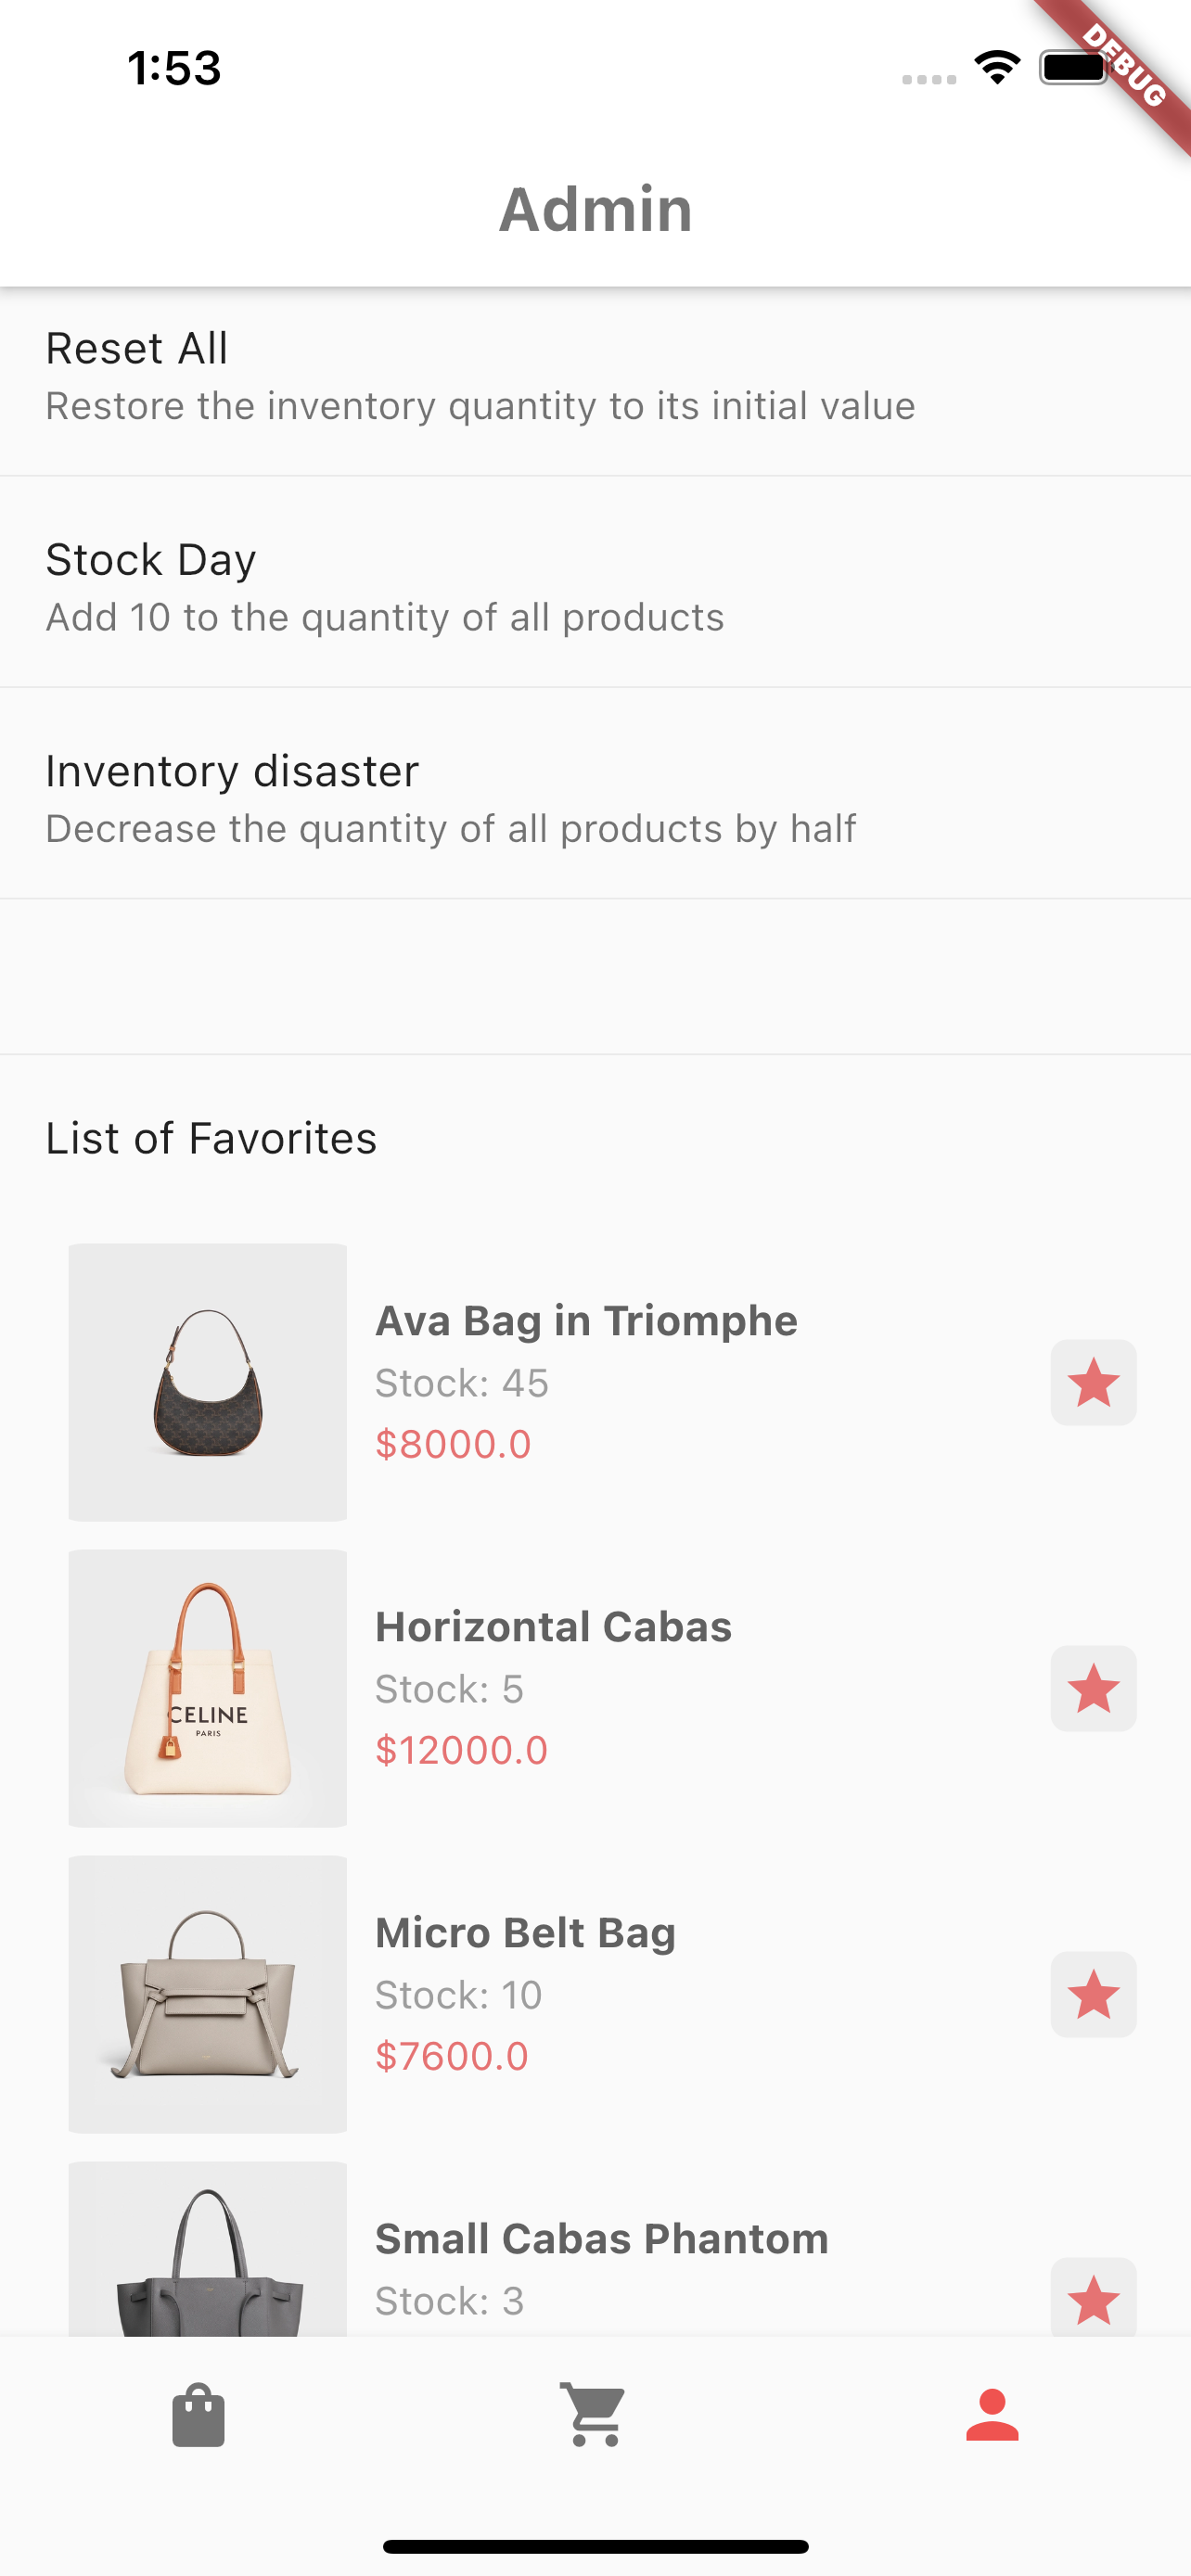 1:53
DEBUG
Admin
Reset All
Restore the inventory quantity to its initial value
Stock Day
Add 10 to the quantity of all products
Inventory disaster
Decrease the quantity of all products by half
List of Favorites
Ava Bag in Triomphe
Stock: 45
$8000.0
CELINE
PARIS
Horizontal Cabas
Stock: 5
$12000.0
Micro Belt Bag
Stock: 10
$7600.0
Small Cabas Phantom
Stock: 3